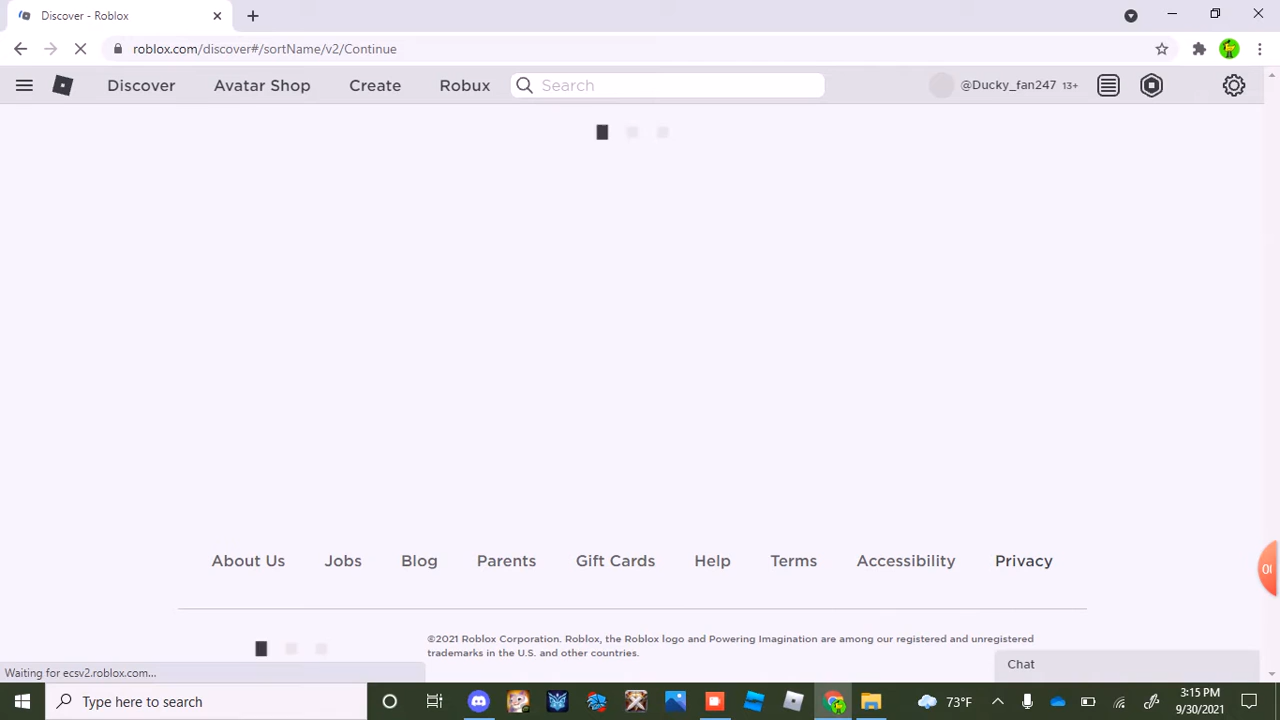 Discover - Roblox
roblox.com/discover#/sortName/v2/Continue
Discover Avatar Shop Create Robux Search @Ducky_fan247 13+
About Us Jobs Blog Parents Gift Cards Help Terms Accessibility Privacy
©2021 Roblox Corporation. Roblox, the Roblox logo and Powering Imagination are among our registered and unregistered
trademarks in the U.S. and other countries.
Chat
Waiting for ecsv2.roblox.com...
Type here to search
73°F
3:15 PM
9/30/2021